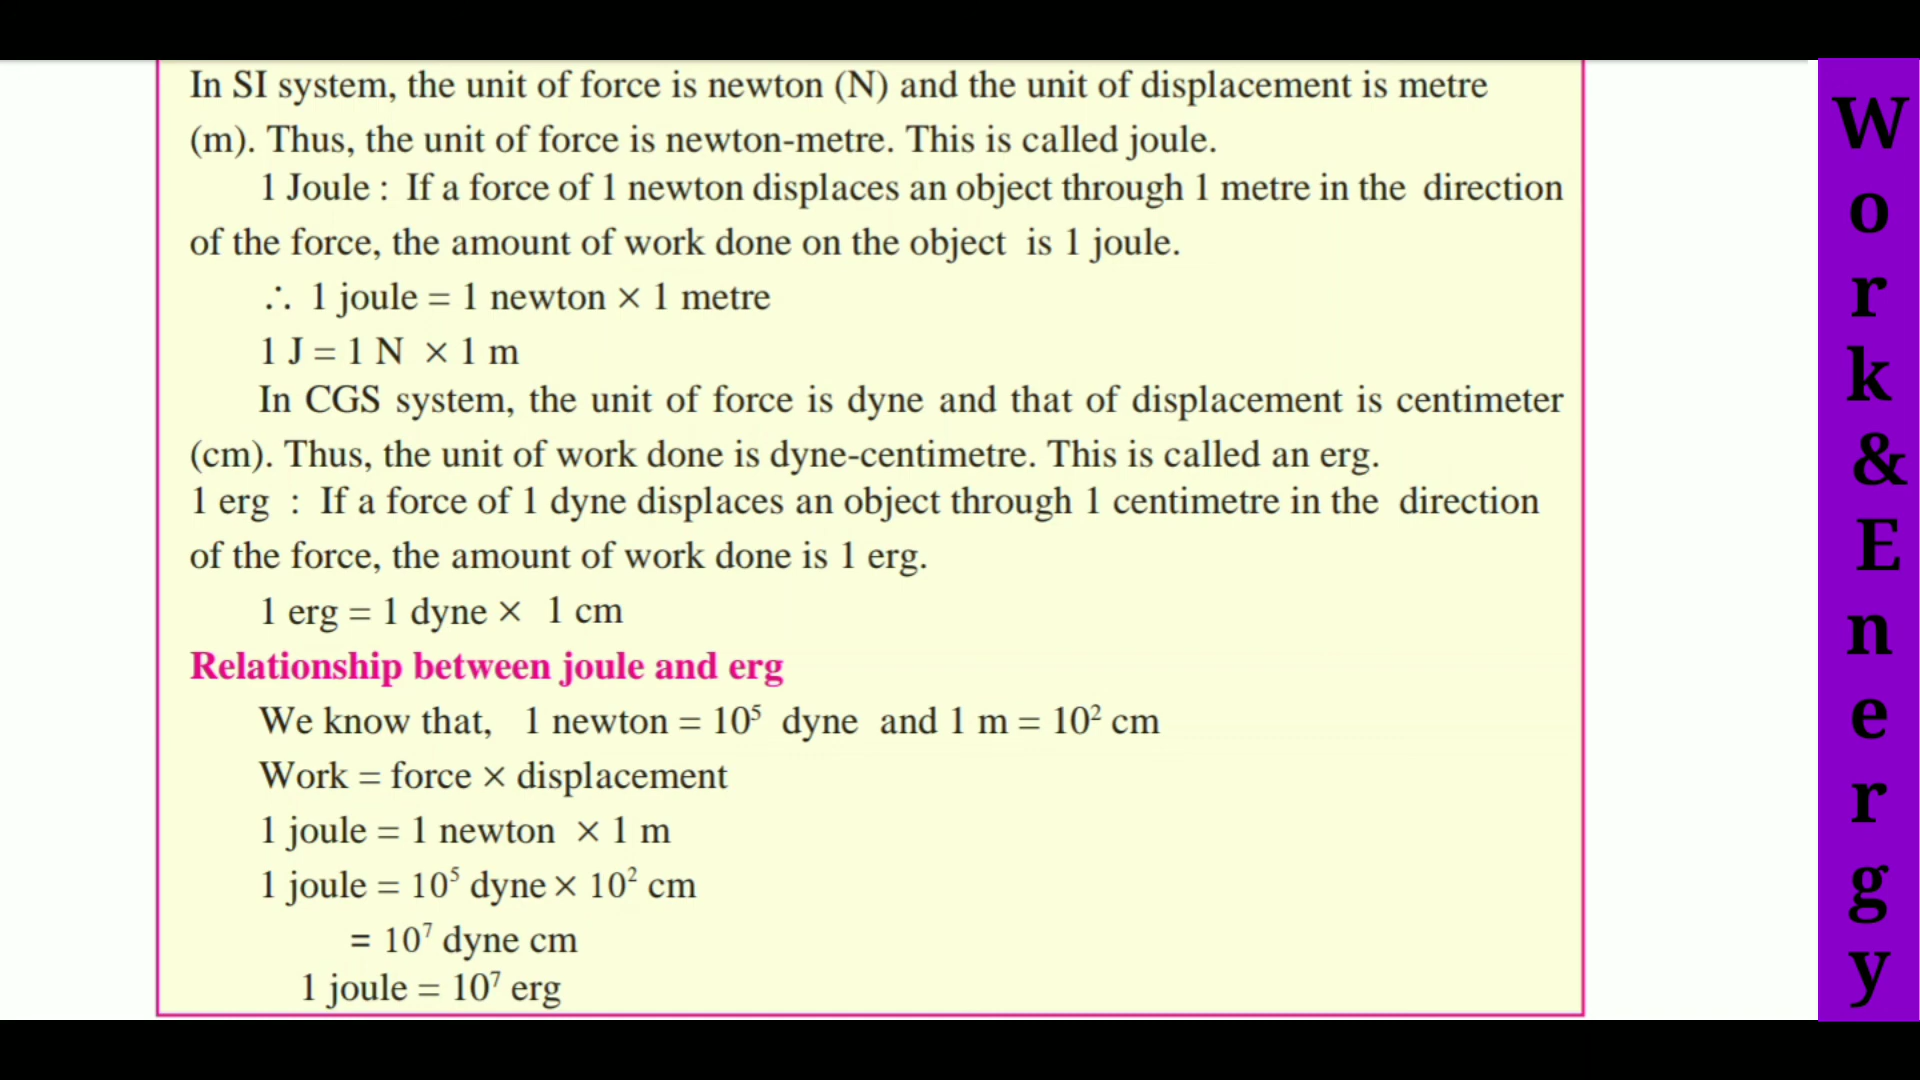 In SI system, the unit of force is newton (N) and the unit of displacement is metre
(m). Thus, the unit of force is newton-metre. This is called joule.
1 Joule : If a force of 1 newton displaces an object through 1 metre in the direction
of the force, the amount of work done on the object is 1 joule.
∴ 1 joule = 1 newton × 1 metre
1 J = 1 N × 1 m
In CGS system, the unit of force is dyne and that of displacement is centimeter
(cm). Thus, the unit of work done is dyne-centimetre. This is called an erg.
1 erg : If a force of 1 dyne displaces an object through 1 centimetre in the direction
of the force, the amount of work done is 1 erg.
1 erg = 1 dyne × 1 cm
Relationship between joule and erg
We know that, 1 newton = 10⁵ dyne and 1 m = 10² cm
Work = force × displacement
1 joule = 1 newton × 1 m
1 joule = 10⁵ dyne × 10² cm
= 10⁷ dyne cm
1 joule = 10⁷ erg
W
o
r
k
&
E
n
e
r
g
y